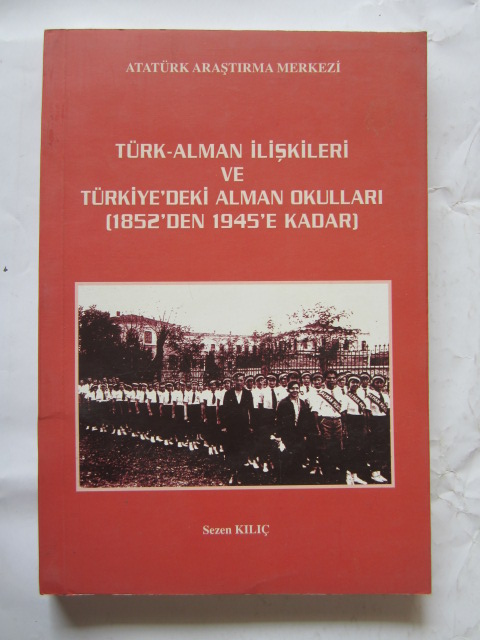 ATATÜRK ARAŞTIRMA MERKEZİ
TÜRK-ALMAN İLİŞKİLERİ
VE
TÜRKİYE'DEKİ ALMAN OKULLARI
(1852'DEN 1945'E KADAR)
Sezen KILIÇ